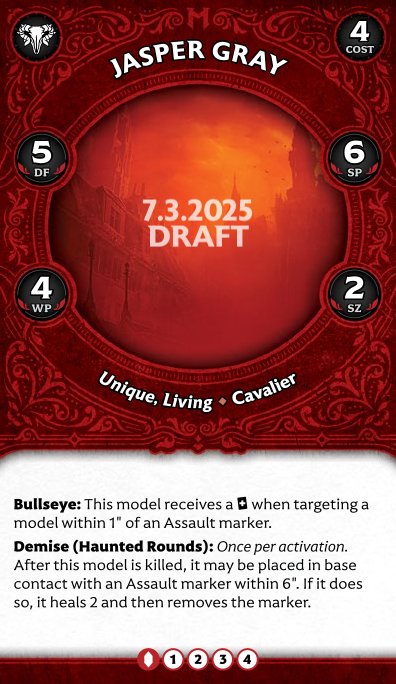 4
COST
JASPER GRAY
5
DF
6
SP
7.3.2025
DRAFT
4
WP
2
SZ
Unique, Living • Cavalier
Bullseye: This model receives a + when targeting a
model within 1" of an Assault marker.
Demise (Haunted Rounds): Once per activation.
After this model is killed, it may be placed in base
contact with an Assault marker within 6". If it does
so, it heals 2 and then removes the marker.
1 2 3 4